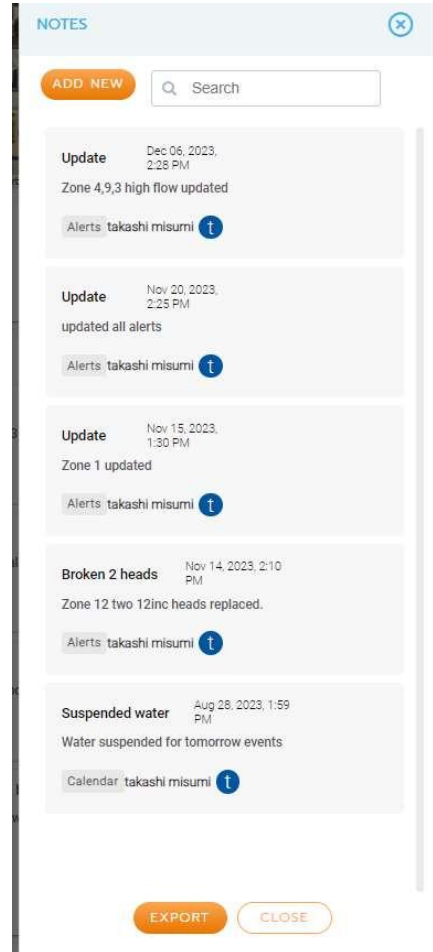 NOTES
ADD NEW
Search
Update Dec 06, 2023,
2:28 PM
Zone 4,9,3 high flow updated
Alerts takashi misumi t
Update Nov 20, 2023,
2:25 PM
updated all alerts
Alerts takashi misumi t
Update Nov 15, 2023,
1:30 PM
Zone 1 updated
Alerts takashi misumi t
Broken 2 heads Nov 14, 2023, 2:10
PM
Zone 12 two 12inc heads replaced.
Alerts takashi misumi t
Suspended water Aug 28, 2023, 1:59
PM
Water suspended for tomorrow events
Calendar takashi misumi t
EXPORT CLOSE